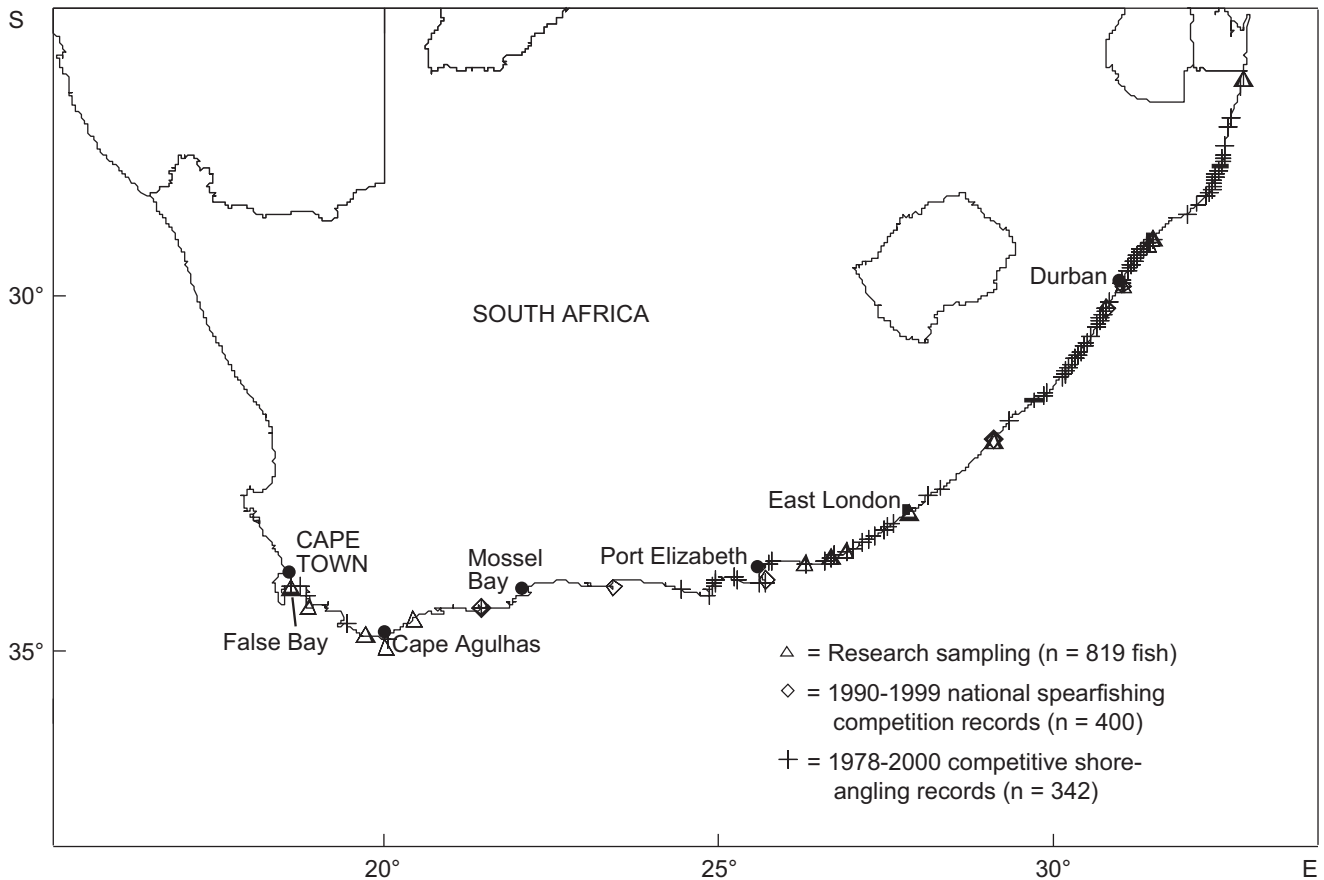 S
30°
Durban
SOUTH AFRICA
East London
CAPE
TOWN
Mossel
Bay
Port Elizabeth
False Bay
Cape Agulhas
35°
= Research sampling (n = 819 fish)
= 1990-1999 national spearfishing
competition records (n = 400)
= 1978-2000 competitive shore-
angling records (n = 342)
20°
25°
30°
E